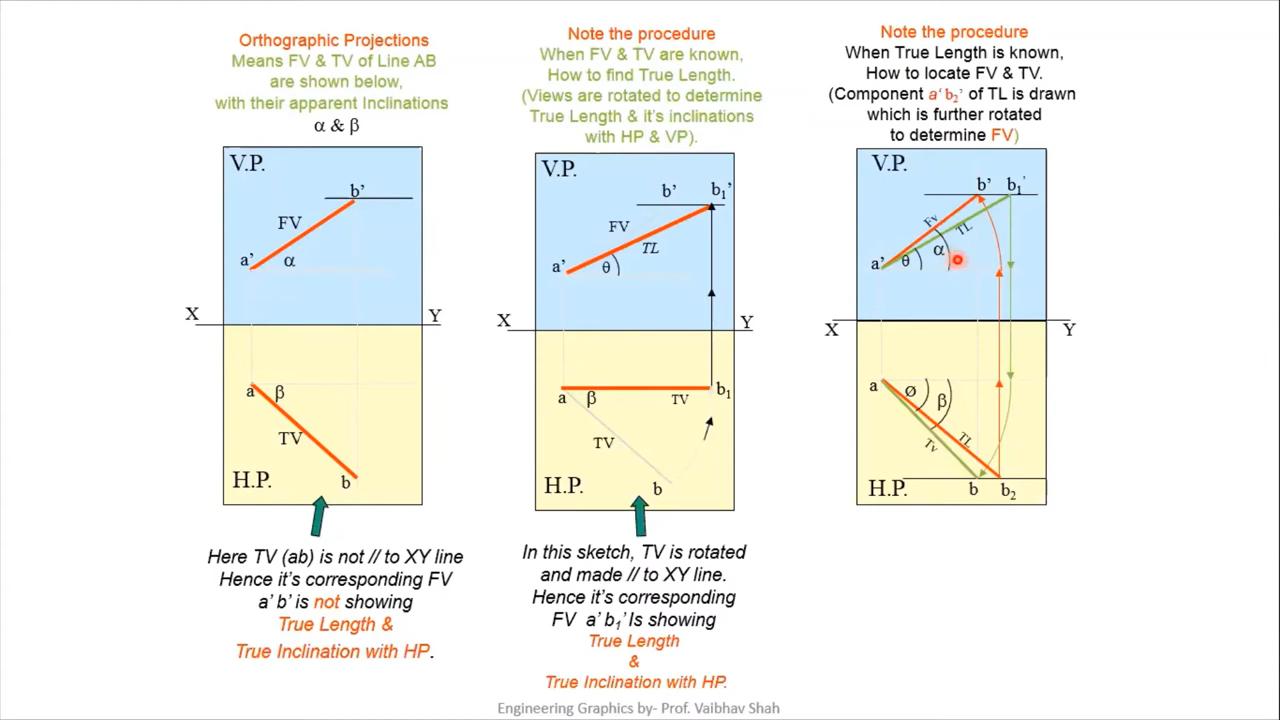 Orthographic Projections
Means FV & TV of Line AB
are shown below,
with their apparent Inclinations
α & β
V.P.
b’
FV
a’
α
X
Y
a
β
TV
H.P.
b
Here TV (ab) is not // to XY line
Hence it’s corresponding FV
a’ b’ is not showing
True Length &
True Inclination with HP.
Note the procedure
When FV & TV are known,
How to find True Length.
(Views are rotated to determine
True Length & it’s inclinations
with HP & VP).
V.P.
b’
b1’
FV
TL
a’
θ
X
Y
a
β
TV
b1
TV
H.P.
b
In this sketch, TV is rotated
and made // to XY line.
Hence it’s corresponding
FV a’ b1’ Is showing
True Length
&
True Inclination with HP.
Note the procedure
When True Length is known,
How to locate FV & TV.
(Component a‘ b2’ of TL is drawn
which is further rotated
to determine FV)
V.P.
b’
b1’
Fv
TL
a’
θ
α
X
Y
a
Ø
β
TL
Tv
H.P.
b
b2
Engineering Graphics by- Prof. Vaibhav Shah